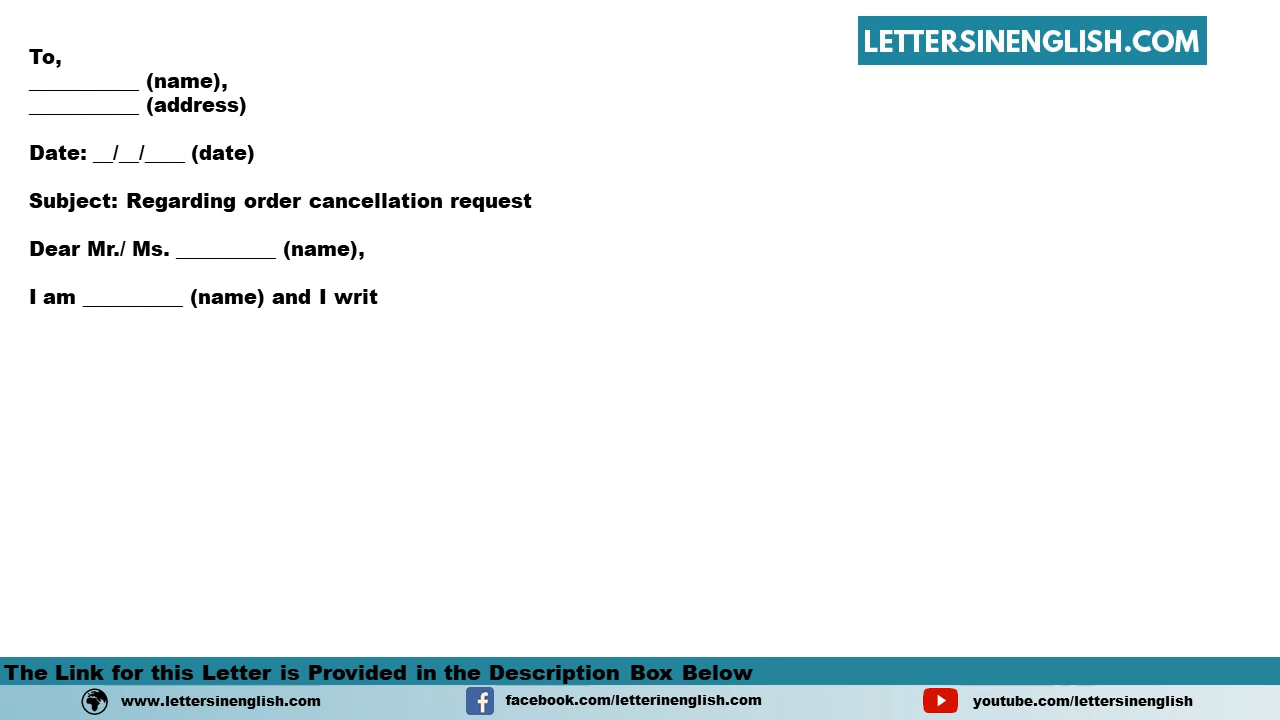 LETTERSINENGLISH.COM
To,
___________ (name),
___________ (address)
Date: __/__/____ (date)
Subject: Regarding order cancellation request
Dear Mr./ Ms. __________ (name),
I am __________ (name) and I writ
The Link for this Letter is Provided in the Description Box Below
www.lettersinenglish.com
facebook.com/letterinenglish.com
youtube.com/lettersinenglish